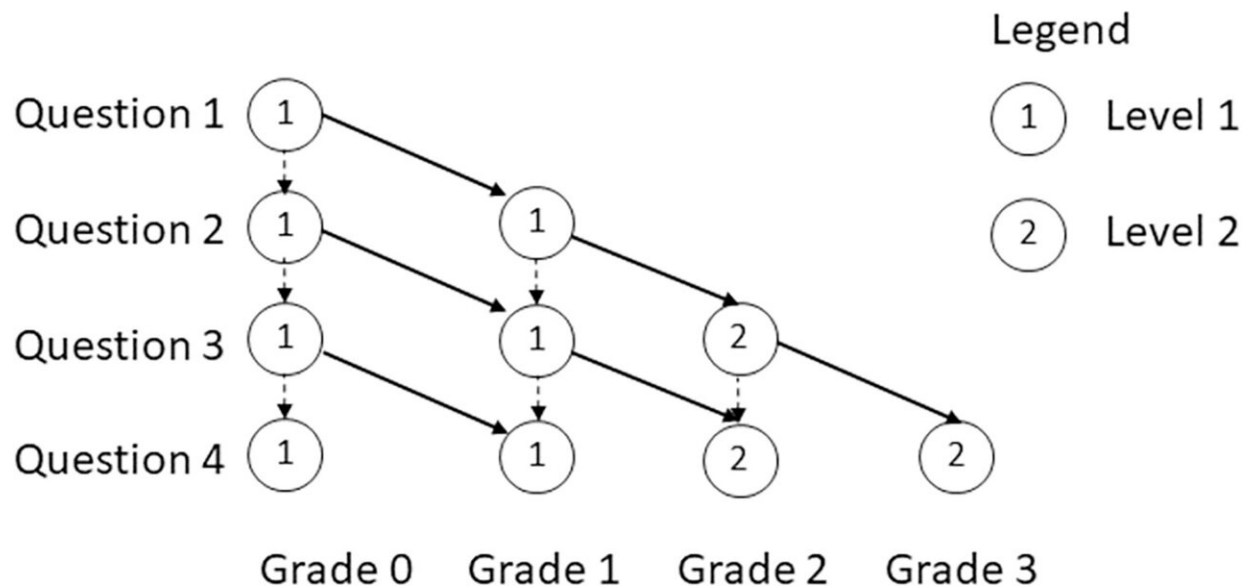 Legend
Question 1 1
1 Level 1
Question 2 1 1
2 Level 2
Question 3 1 1 2
Question 4 1 1 2 2
Grade 0 Grade 1 Grade 2 Grade 3